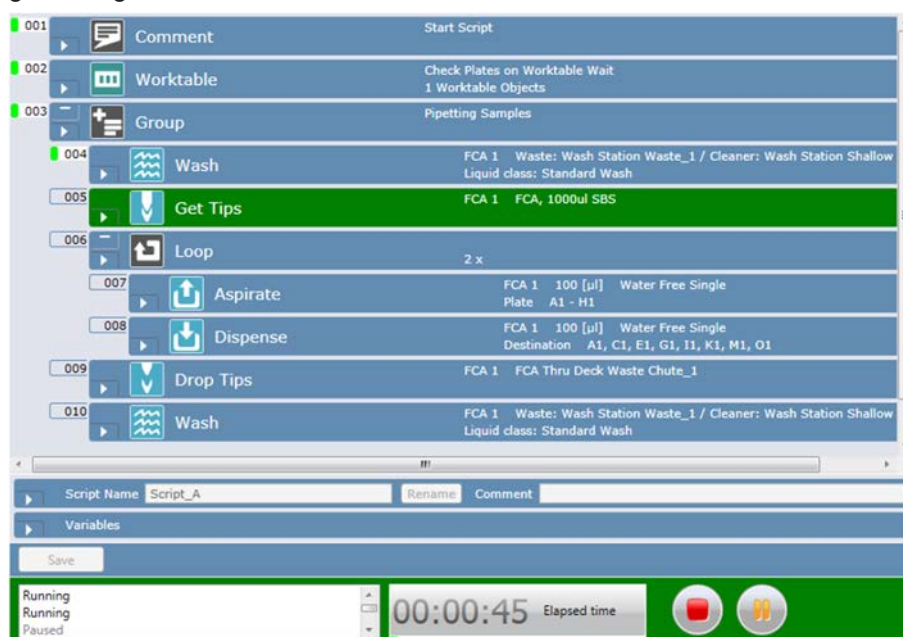 001 Comment Start Script
002 Worktable Check Plates on Worktable Wait
1 Worktable Objects
003 Group Pipetting Samples
004 Wash FCA 1 Waste: Wash Station Waste_1 / Cleaner: Wash Station Shallow
Liquid class: Standard Wash
005 Get Tips FCA 1 FCA, 1000ul SBS
006 Loop
2 x
007 Aspirate FCA 1 100 [µl] Water Free Single
Plate A1 - H1
008 Dispense FCA 1 100 [µl] Water Free Single
Destination A1, C1, E1, G1, I1, K1, M1, O1
009 Drop Tips FCA 1 FCA Thru Deck Waste Chute_1
010 Wash FCA 1 Waste: Wash Station Waste_1 / Cleaner: Wash Station Shallow
Liquid class: Standard Wash
Script Name Script_A Rename Comment
Variables
Save
Running
Running
Paused
00:00:45 Elapsed time